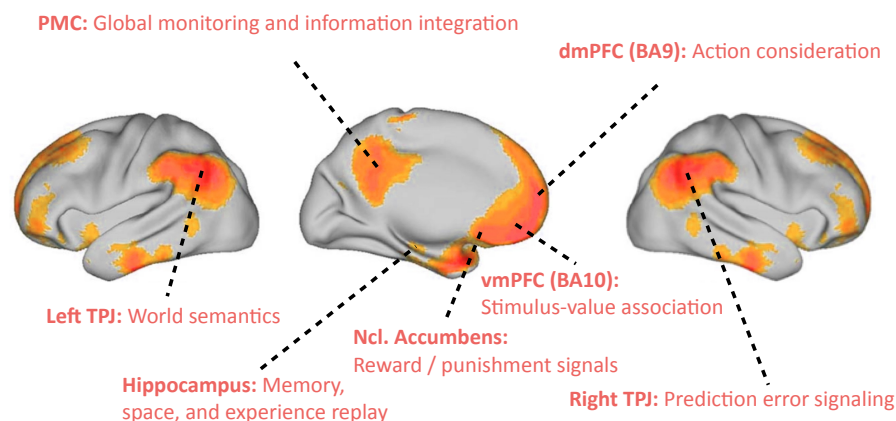 PMC: Global monitoring and information integration
dmPFC (BA9): Action consideration
vmPFC (BA10):
Stimulus-value association
Left TPJ: World semantics
Ncl. Accumbens:
Reward / punishment signals
Hippocampus: Memory,
space, and experience replay
Right TPJ: Prediction error signaling